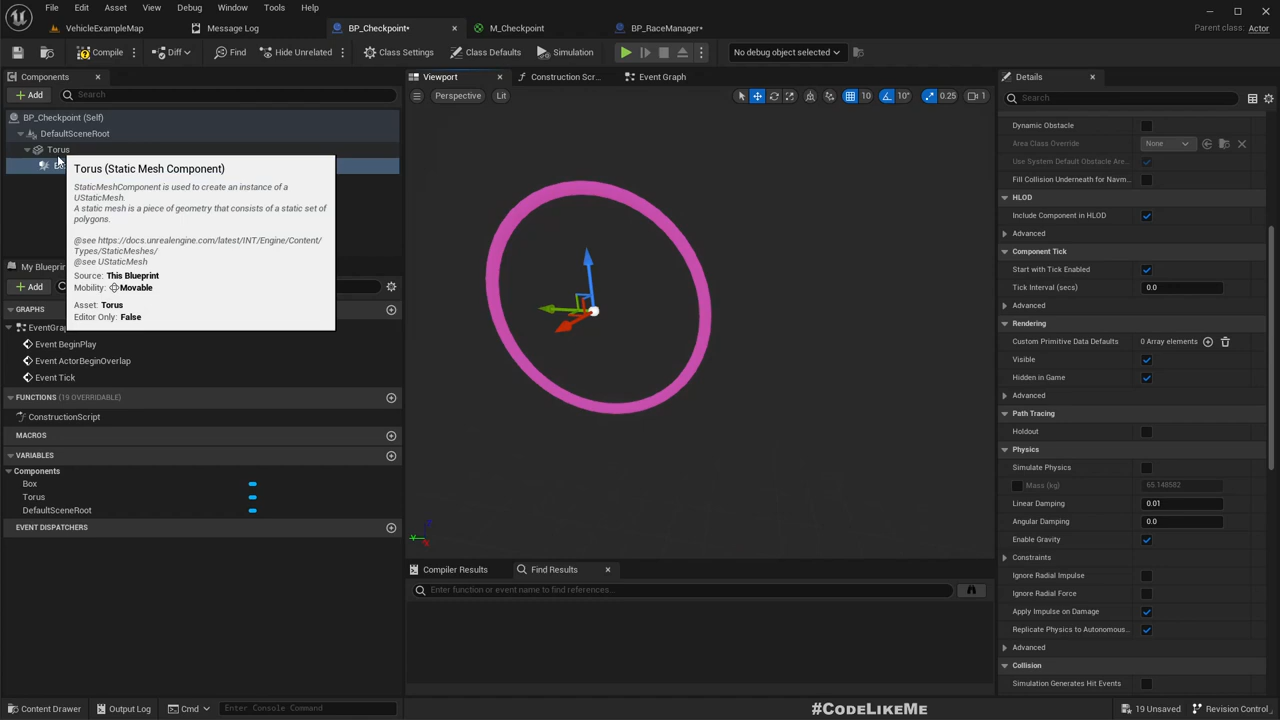 File Edit Asset View Debug Window Tools Help
VehicleExampleMap Message Log BP_Checkpoint* M_Checkpoint BP_RaceManager*
Parent class: Actor
Compile Diff Find Hide Unrelated Class Settings Class Defaults Simulation No debug object selected
Components
Add Search
BP_Checkpoint (Self)
DefaultSceneRoot
Torus
Torus (Static Mesh Component)
StaticMeshComponent is used to create an instance of a
UStaticMesh.
A static mesh is a piece of geometry that consists of a static set of
polygons.
@see https://docs.unrealengine.com/latest/INT/Engine/Content/
Types/StaticMeshes/
@see UStaticMesh
Source: This Blueprint
Mobility: Movable
Asset: Torus
Editor Only: False
My Blueprin
Add
GRAPHS
EventGra
Event BeginPlay
Event ActorBeginOverlap
Event Tick
FUNCTIONS (19 OVERRIDABLE)
ConstructionScript
MACROS
VARIABLES
Components
Box
Torus
DefaultSceneRoot
EVENT DISPATCHERS
Viewport Construction Scr... Event Graph
Perspective Lit 10 10° 0.25 1
Compiler Results Find Results
Enter function or event name to find references...
Details
Search
Dynamic Obstacle
Area Class Override None
Use System Default Obstacle Area...
Fill Collision Underneath for Navm...
HLOD
Include Component in HLOD
Advanced
Component Tick
Start with Tick Enabled
Tick Interval (secs) 0.0
Advanced
Rendering
Custom Primitive Data Defaults 0 Array elements
Visible
Hidden in Game
Advanced
Path Tracing
Holdout
Physics
Simulate Physics
Mass (kg) 65.148582
Linear Damping 0.01
Angular Damping 0.0
Enable Gravity
Constraints
Ignore Radial Impulse
Ignore Radial Force
Apply Impulse on Damage
Replicate Physics to Autonomous...
Advanced
Collision
Simulation Generates Hit Events
Content Drawer Output Log Cmd Enter Console Command #CodeLikeMe 19 Unsaved Revision Control